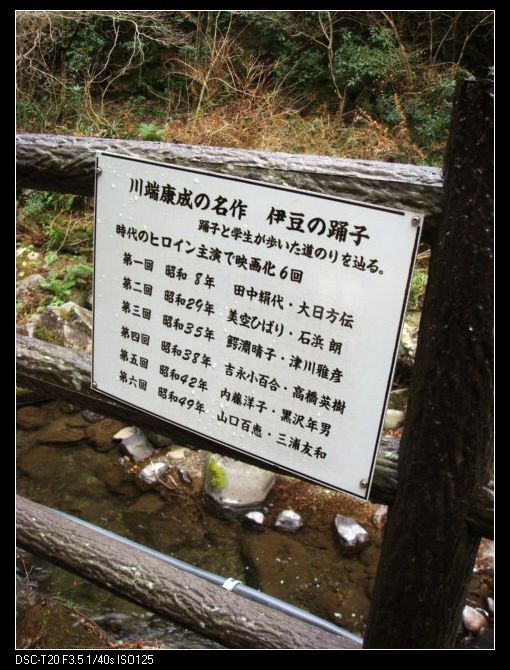 川端康成の名作 伊豆の踊子
踊子と学生が歩いた道のりを辿る。
時代のヒロイン主演で映画化6回
第一回 昭和 8年 田中絹代・大日方伝
第二回 昭和29年 美空ひばり・石浜 朗
第三回 昭和35年 鰐淵晴子・津川雅彦
第四回 昭和38年 吉永小百合・高橋英樹
第五回 昭和42年 内藤洋子・黒沢年男
第六回 昭和49年 山口百恵・三浦友和
DSC-T20 F3.5 1/40s ISO125